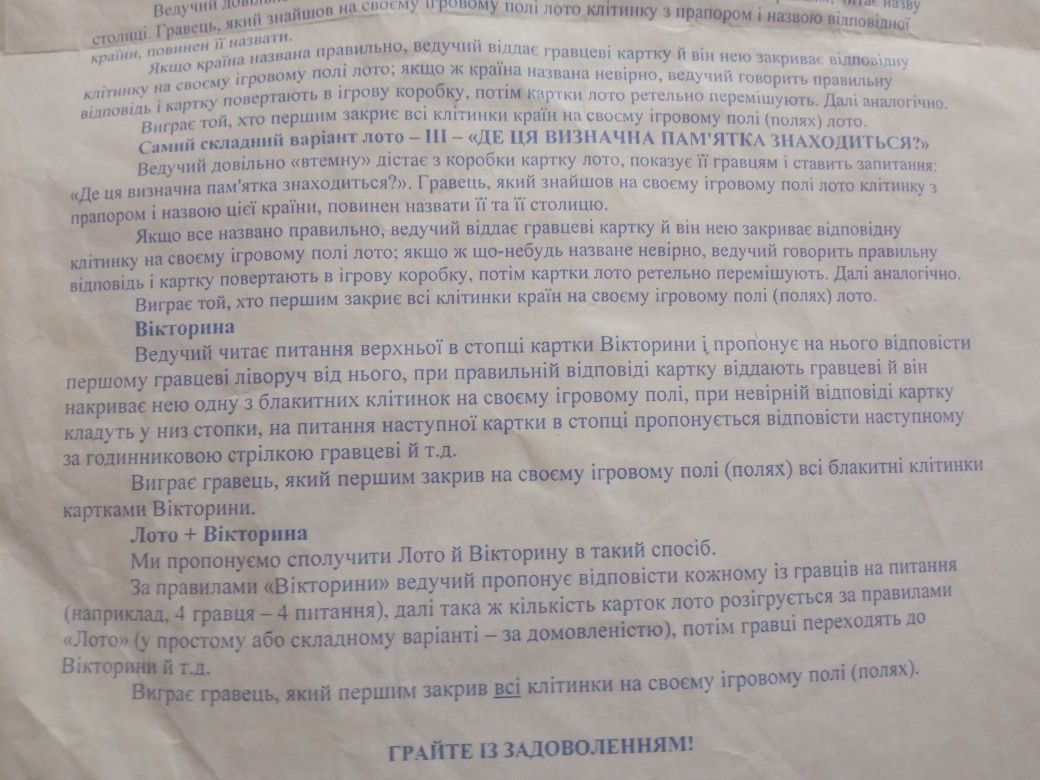 Ведучий
читає назву
столиці. Гравець, який знайшов на своєму ігровому полі лото клітинку з прапором і назвою відповідної
країни, повинен її назвати.
Якщо країна названа правильно, ведучий віддає гравцеві картку й він нею закриває відповідну
клітинку на своєму ігровому полі лото; якщо ж країна названа невірно, ведучий говорить правильну
відповідь і картку повертають в ігрову коробку, потім картки лото ретельно перемішують. Далі аналогічно.
Виграє той, хто першим закриє всі клітинки країн на своєму ігровому полі (полях) лото.
Самий складний варіант лото – III – «ДЕ ЦЯ ВИЗНАЧНА ПАМ'ЯТКА ЗНАХОДИТЬСЯ?»
Ведучий довільно «втемну» дістає з коробки картку лото, показує її гравцям і ставить запитання:
«Де ця визначна пам'ятка знаходиться?». Гравець, який знайшов на своєму ігровому полі лото клітинку з
прапором і назвою цієї країни, повинен назвати її та її столицю.
Якщо все названо правильно, ведучий віддає гравцеві картку й він нею закриває відповідну
клітинку на своєму ігровому полі лото; якщо ж що-небудь назване невірно, ведучий говорить правильну
відповідь і картку повертають в ігрову коробку, потім картки лото ретельно перемішують. Далі аналогічно.
Виграє той, хто першим закриє всі клітинки країн на своєму ігровому полі (полях) лото.
Вікторина
Ведучий читає питання верхньої в стопці картки Вікторини і пропонує на нього відповісти
першому гравцеві ліворуч від нього, при правильній відповіді картку віддають гравцеві й він
накриває нею одну з блакитних клітинок на своєму ігровому полі, при невірній відповіді картку
кладуть у низ стопки, на питання наступної картки в стопці пропонується відповісти наступному
за годинниковою стрілкою гравцеві й т.д.
Виграє гравець, який першим закрив на своєму ігровому полі (полях) всі блакитні клітинки
картками Вікторини.
Лото + Вікторина
Ми пропонуємо сполучити Лото й Вікторину в такий спосіб.
За правилами «Вікторини» ведучий пропонує відповісти кожному із гравців на питання
(наприклад, 4 гравця – 4 питання), далі така ж кількість карток лото розігрується за правилами
«Лото» (у простому або складному варіанті – за домовленістю), потім гравці переходять до
Вікторини й т.д.
Виграє гравець, який першим закрив всі клітинки на своєму ігровому полі (полях).
ГРАЙТЕ ІЗ ЗАДОВОЛЕННЯМ!